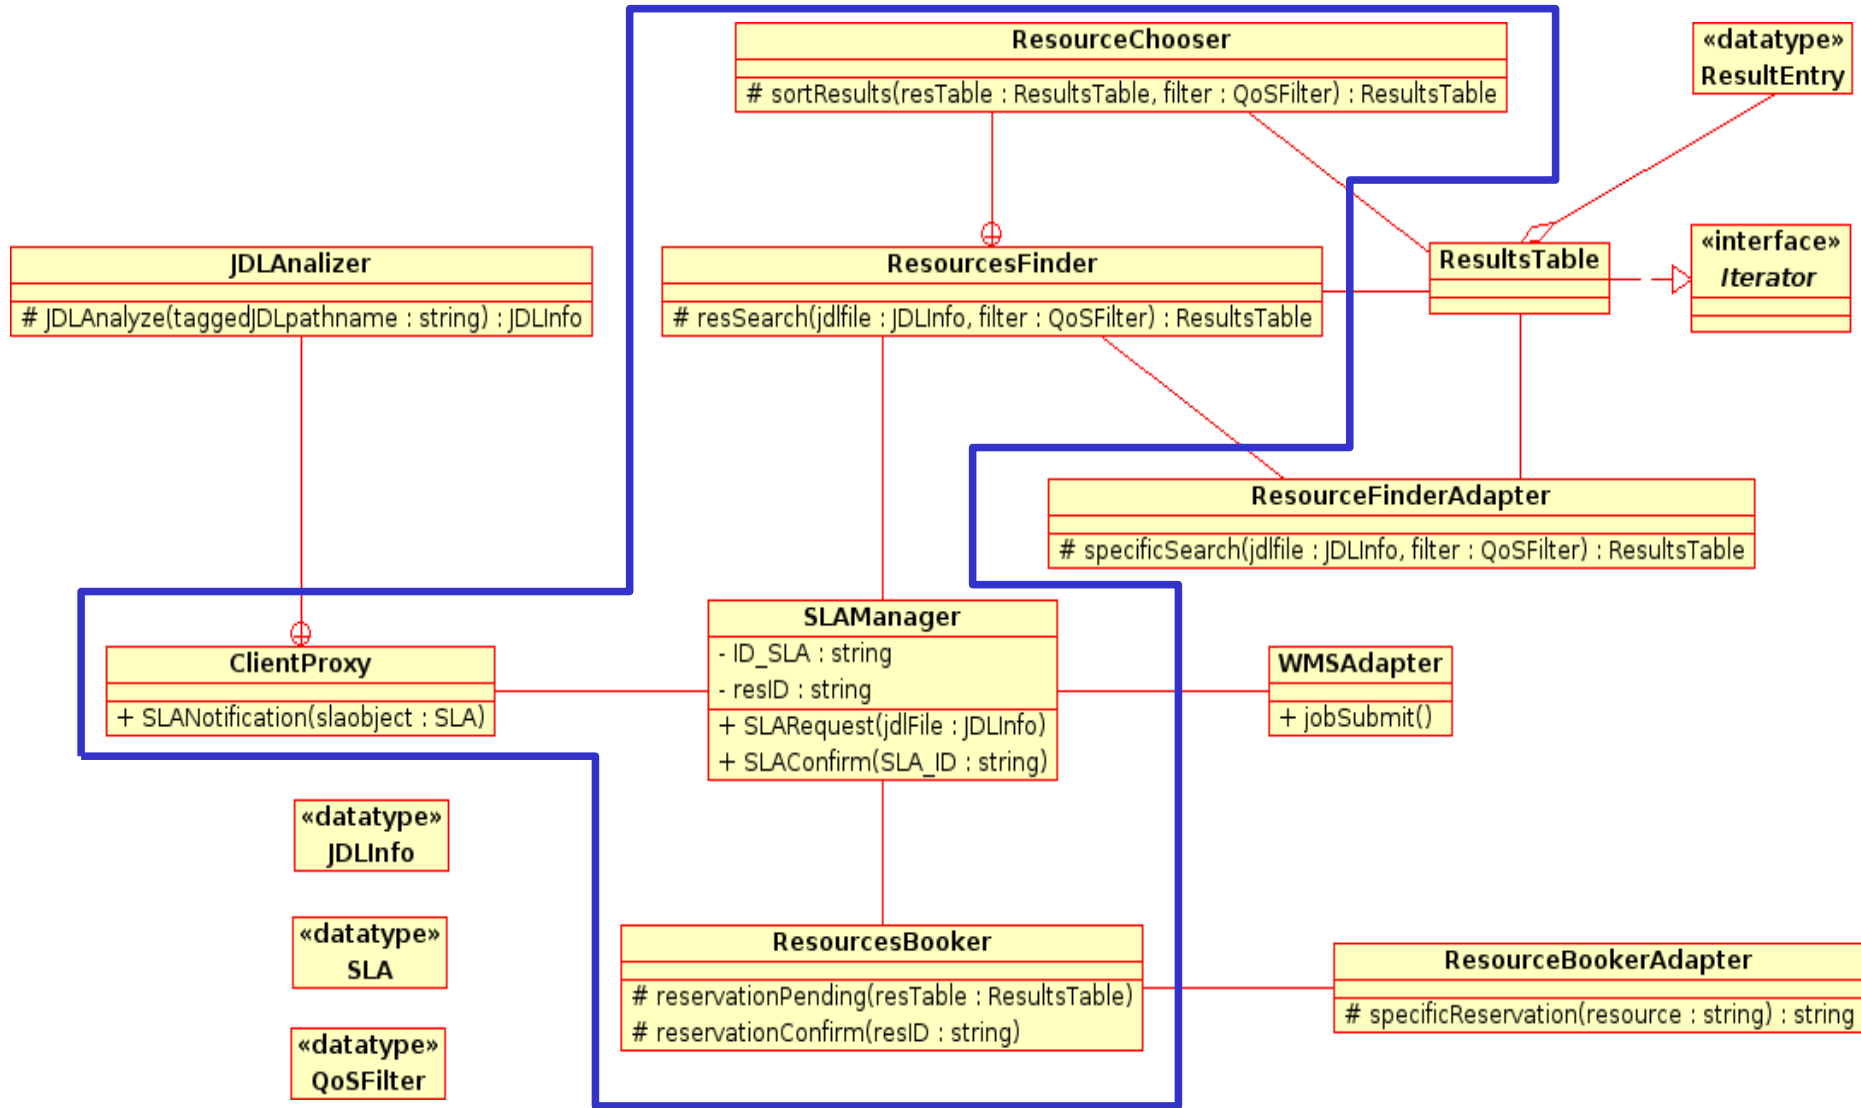 ResourceChooser
# sortResults(resTable : ResultsTable, filter : QoSFilter) : ResultsTable
«datatype»
ResultEntry
JDLAnalizer
# JDLAnalyze(taggedJDLpathname : string) : JDLInfo
ResourcesFinder
# resSearch(jdlfile : JDLInfo, filter : QoSFilter) : ResultsTable
ResultsTable
«interface»
Iterator
ResourceFinderAdapter
# specificSearch(jdlfile : JDLInfo, filter : QoSFilter) : ResultsTable
ClientProxy
+ SLANotification(slaobject : SLA)
SLAManager
- ID_SLA : string
- resID : string
+ SLARequest(jdlFile : JDLInfo)
+ SLAConfirm(SLA_ID : string)
WMSAdapter
+ jobSubmit()
«datatype»
JDLInfo
«datatype»
SLA
«datatype»
QoSFilter
ResourcesBooker
# reservationPending(resTable : ResultsTable)
# reservationConfirm(resID : string)
ResourceBookerAdapter
# specificReservation(resource : string) : string